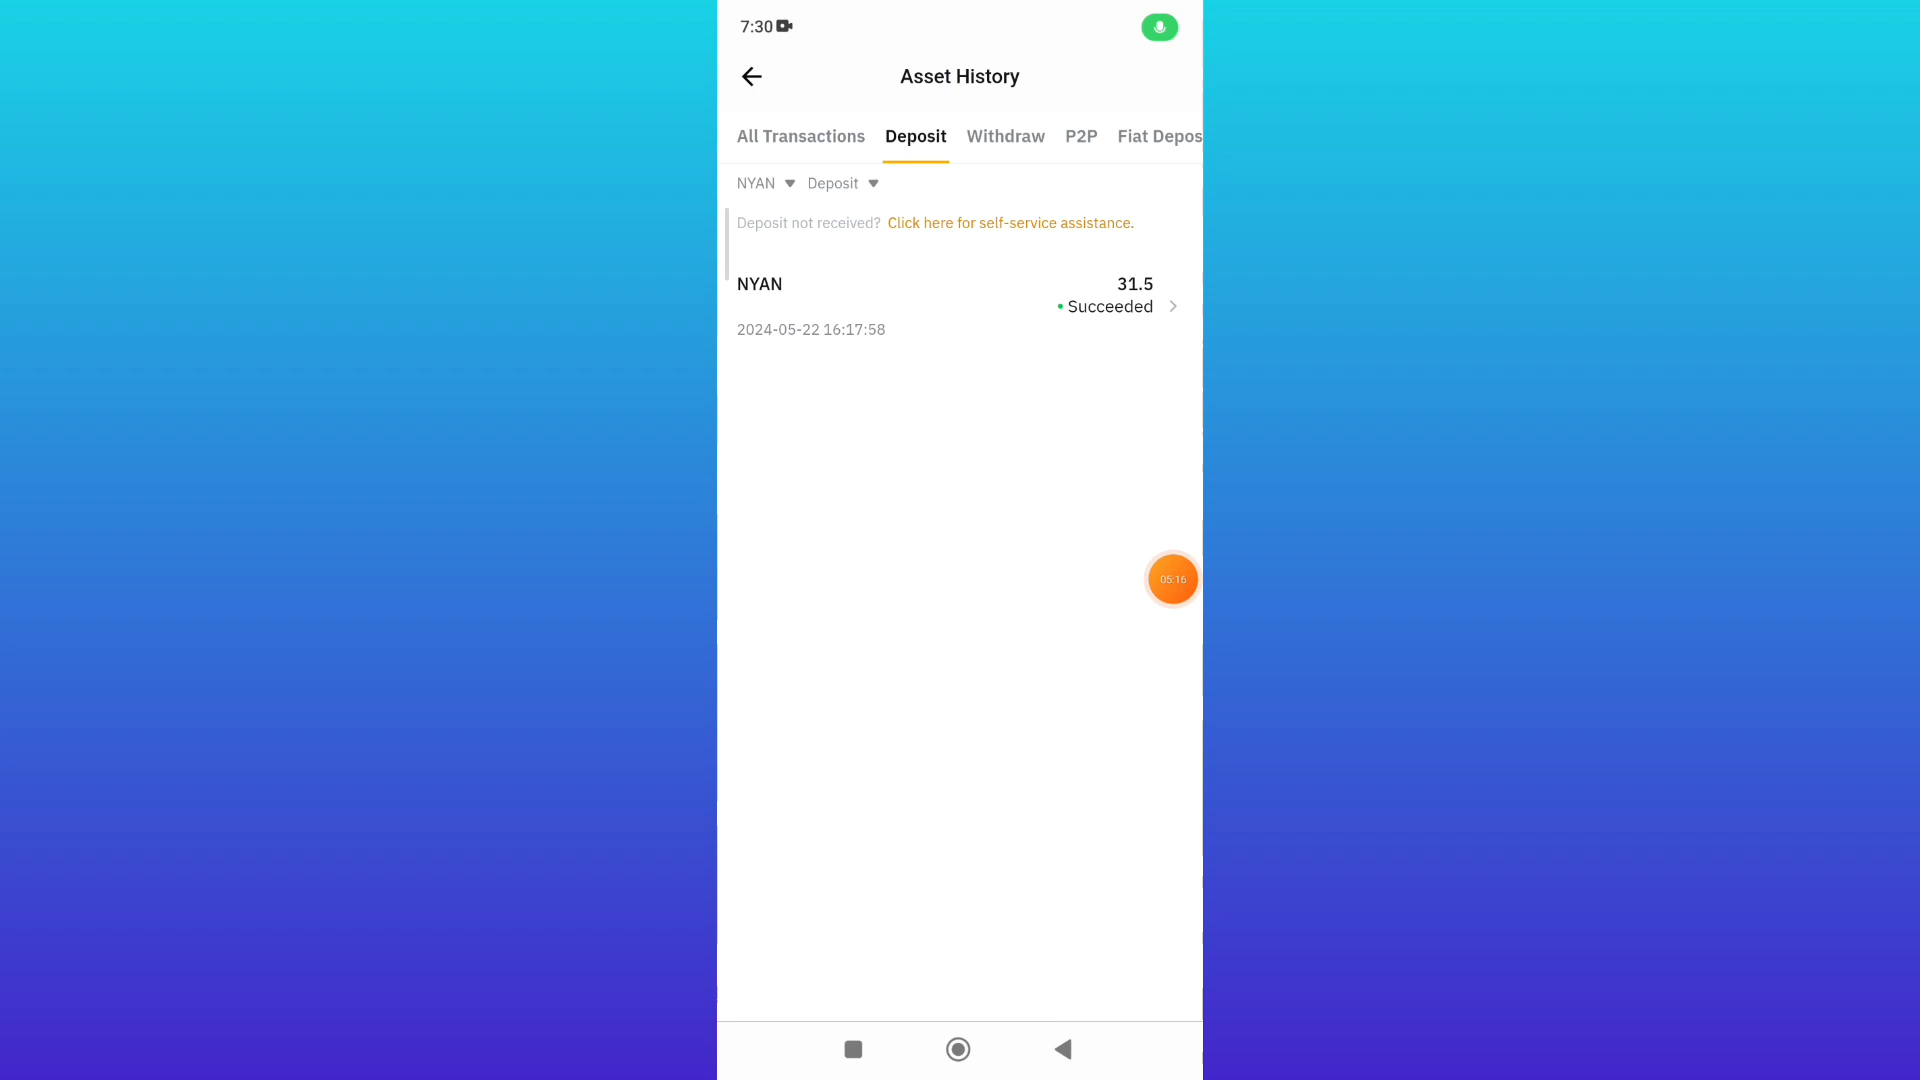 7:30
Asset History
All Transactions Deposit Withdraw P2P Fiat Depos
NYAN Deposit
Deposit not received? Click here for self-service assistance.
NYAN 31.5
Succeeded
2024-05-22 16:17:58
05:16